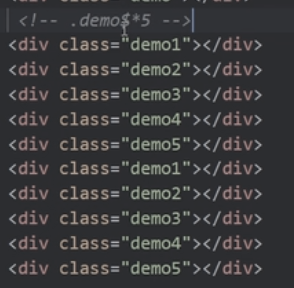 <!-- .demo$*5 -->
<div class="demo1"></div>
<div class="demo2"></div>
<div class="demo3"></div>
<div class="demo4"></div>
<div class="demo5"></div>
<div class="demo1"></div>
<div class="demo2"></div>
<div class="demo3"></div>
<div class="demo4"></div>
<div class="demo5"></div>